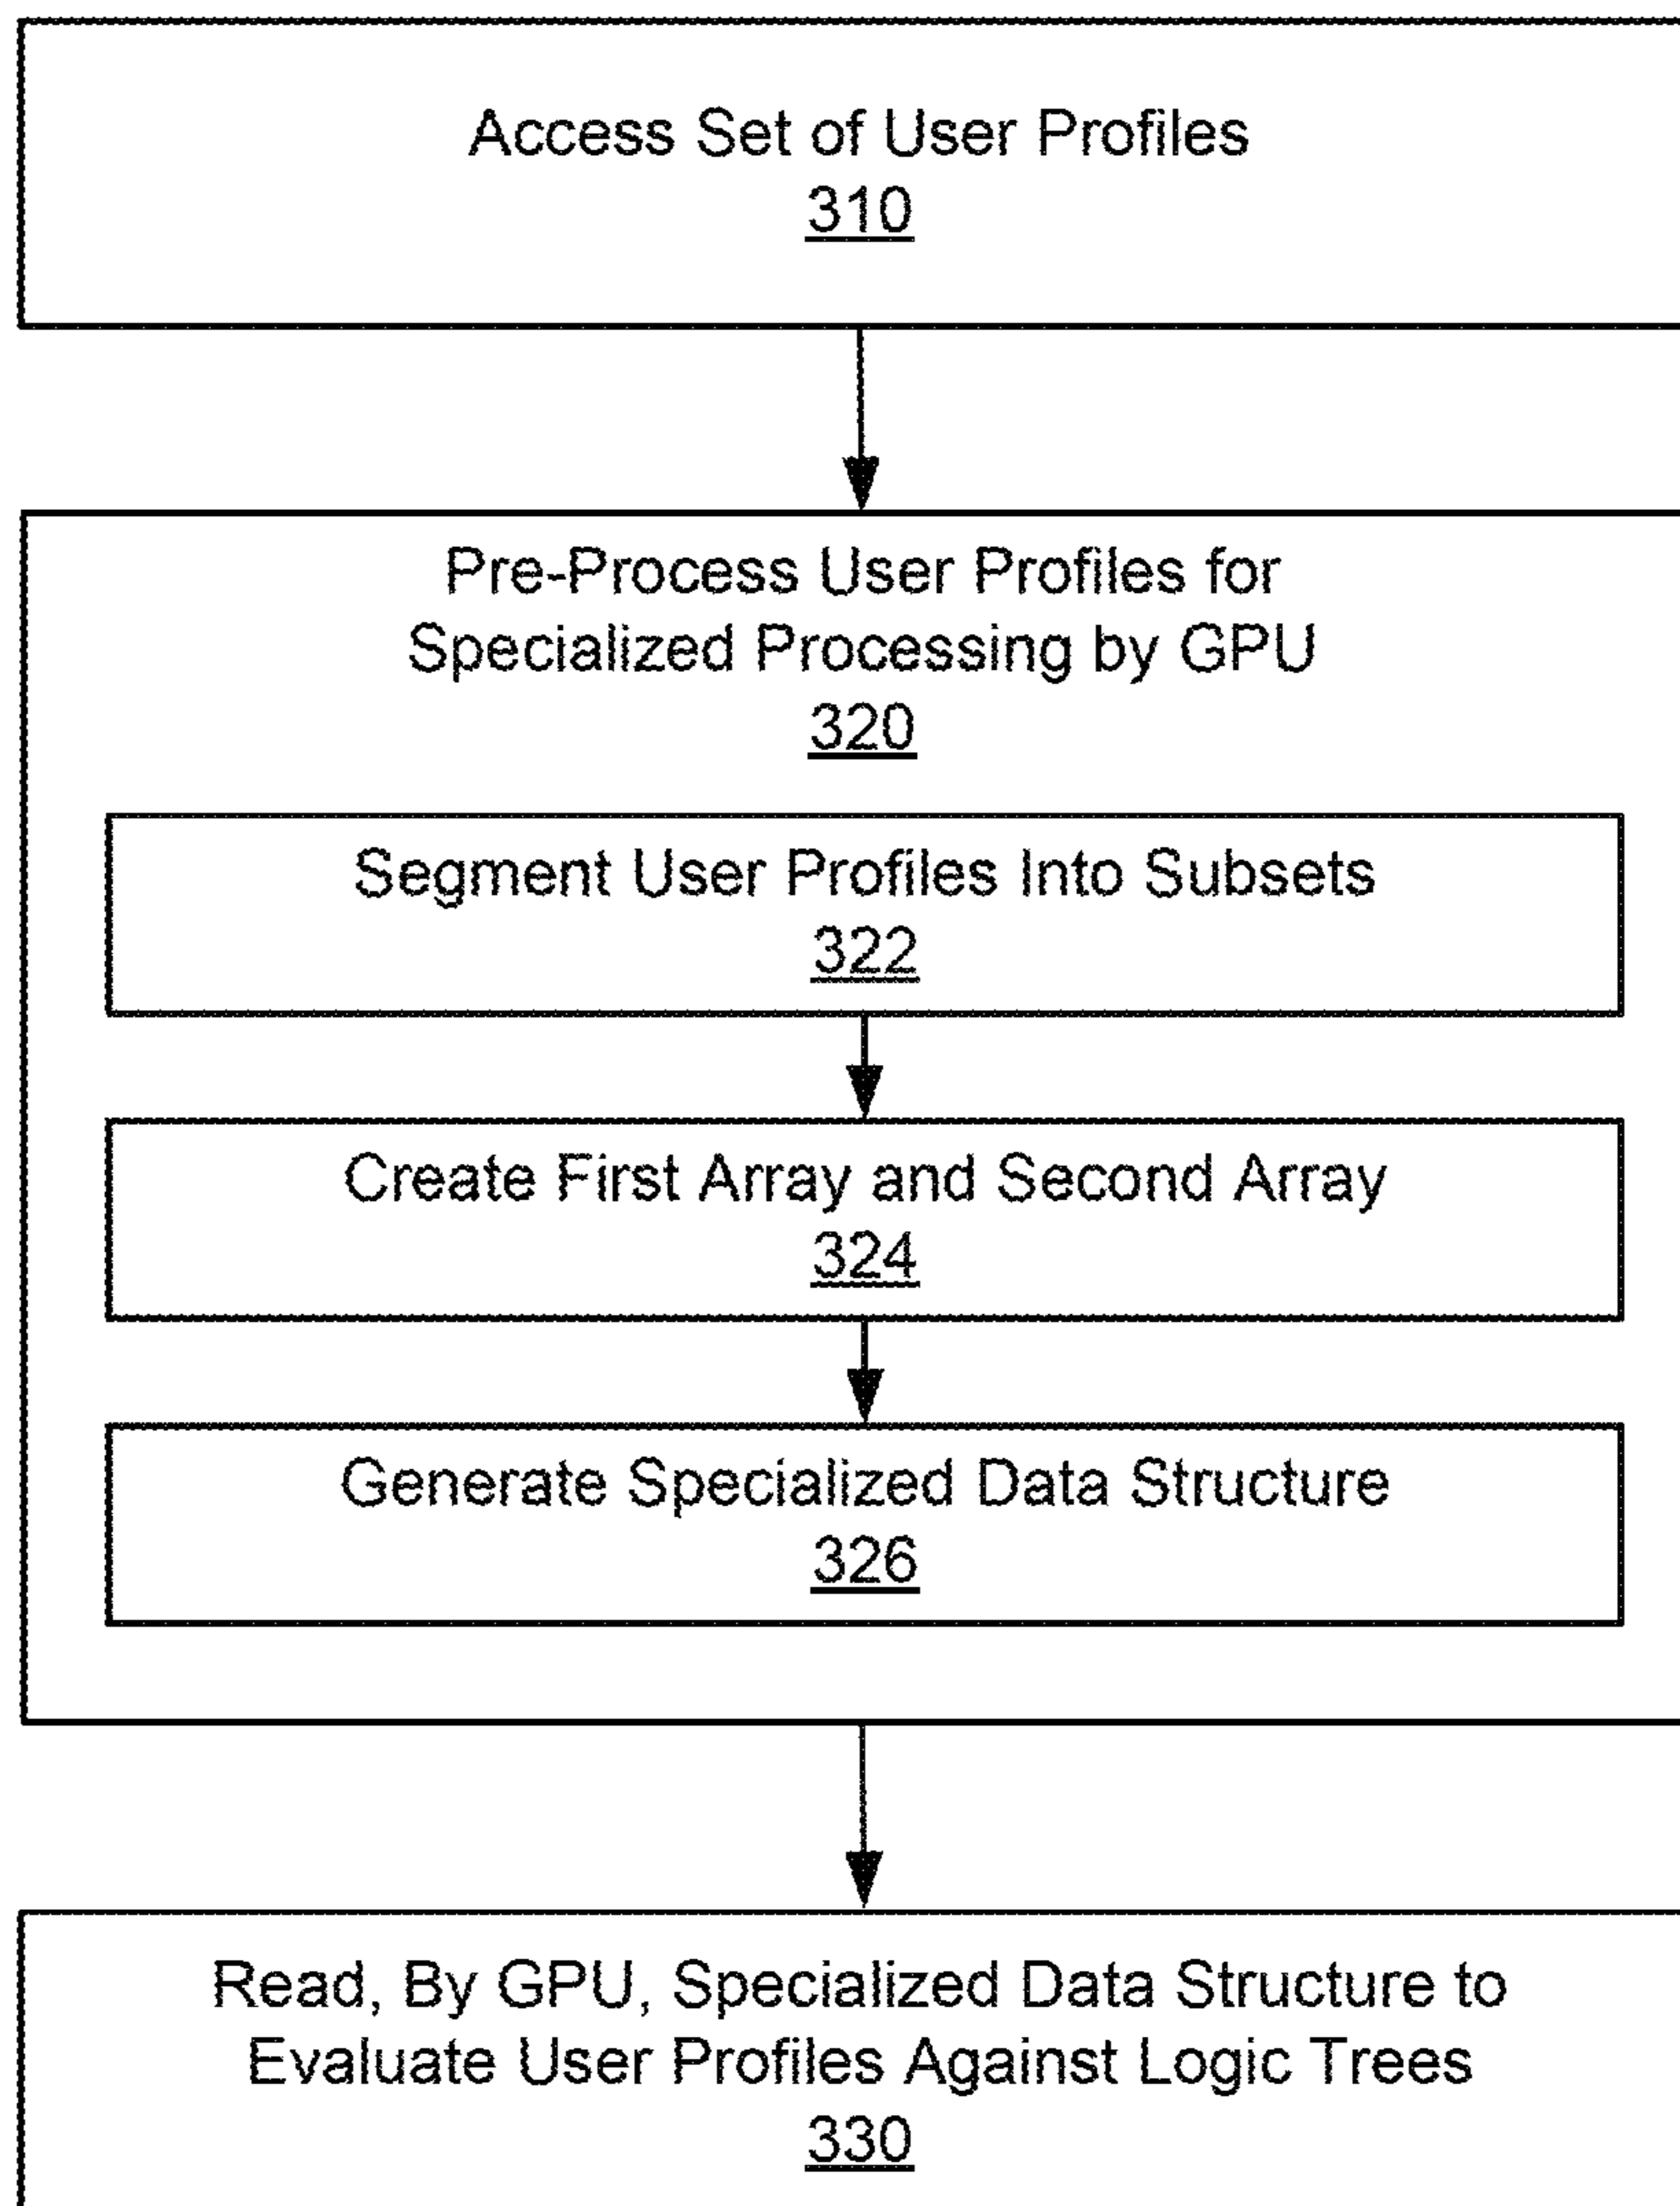 Access Set of User Profiles
310
Pre-Process User Profiles for
Specialized Processing by GPU
320
Segment User Profiles Into Subsets
322
Create First Array and Second Array
324
Generate Specialized Data Structure
326
Read, By GPU, Specialized Data Structure to
Evaluate User Profiles Against Logic Trees
330